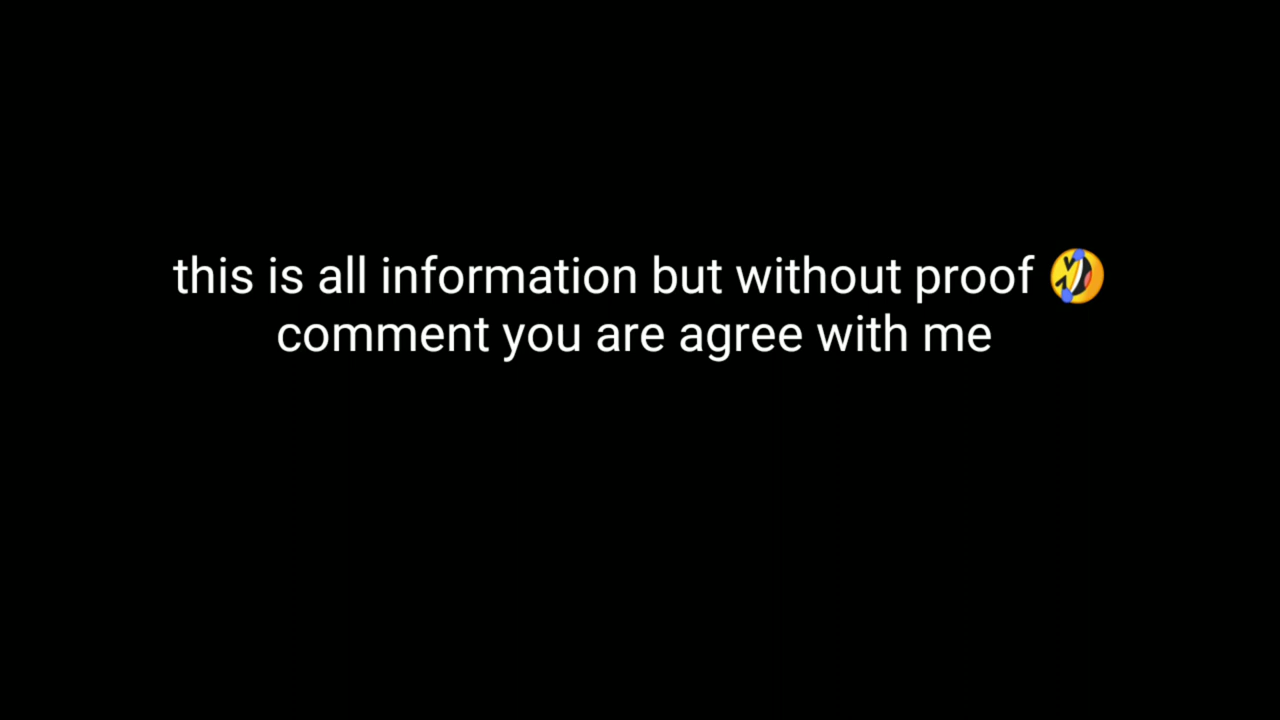 this is all information but without proof 🤣
comment you are agree with me